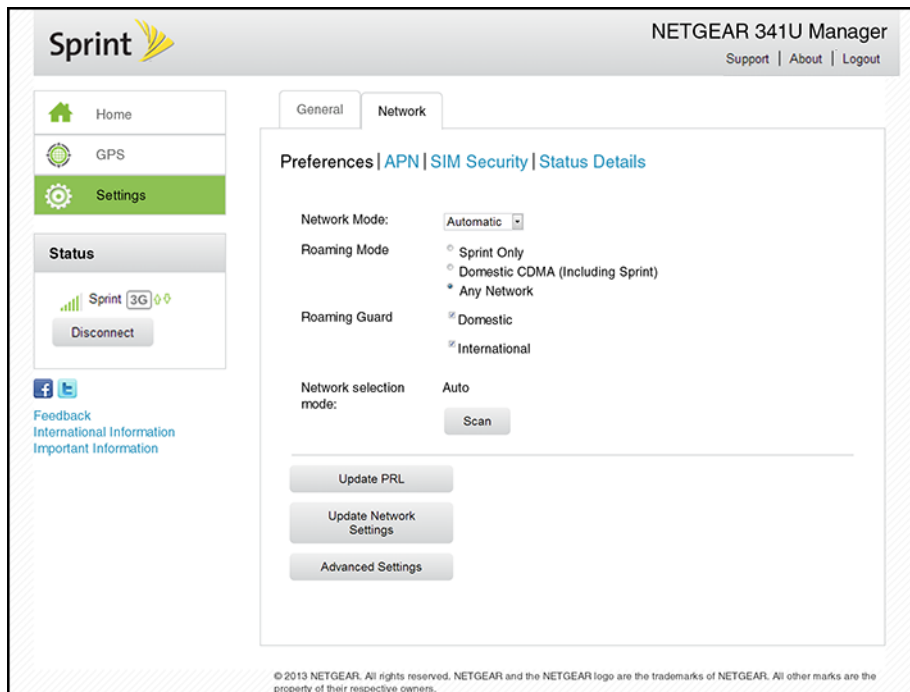 Sprint
NETGEAR 341U Manager
Support | About | Logout
Home
GPS
Settings
Status
Sprint 3G
Disconnect
Feedback
International Information
Important Information
General
Network
Preferences | APN | SIM Security | Status Details
Network Mode: Automatic
Roaming Mode
Sprint Only
Domestic CDMA (Including Sprint)
Any Network
Roaming Guard
Domestic
International
Network selection
mode:
Auto
Scan
Update PRL
Update Network
Settings
Advanced Settings
© 2013 NETGEAR. All rights reserved. NETGEAR and the NETGEAR logo are the trademarks of NETGEAR. All other marks are the
property of their respective owners.